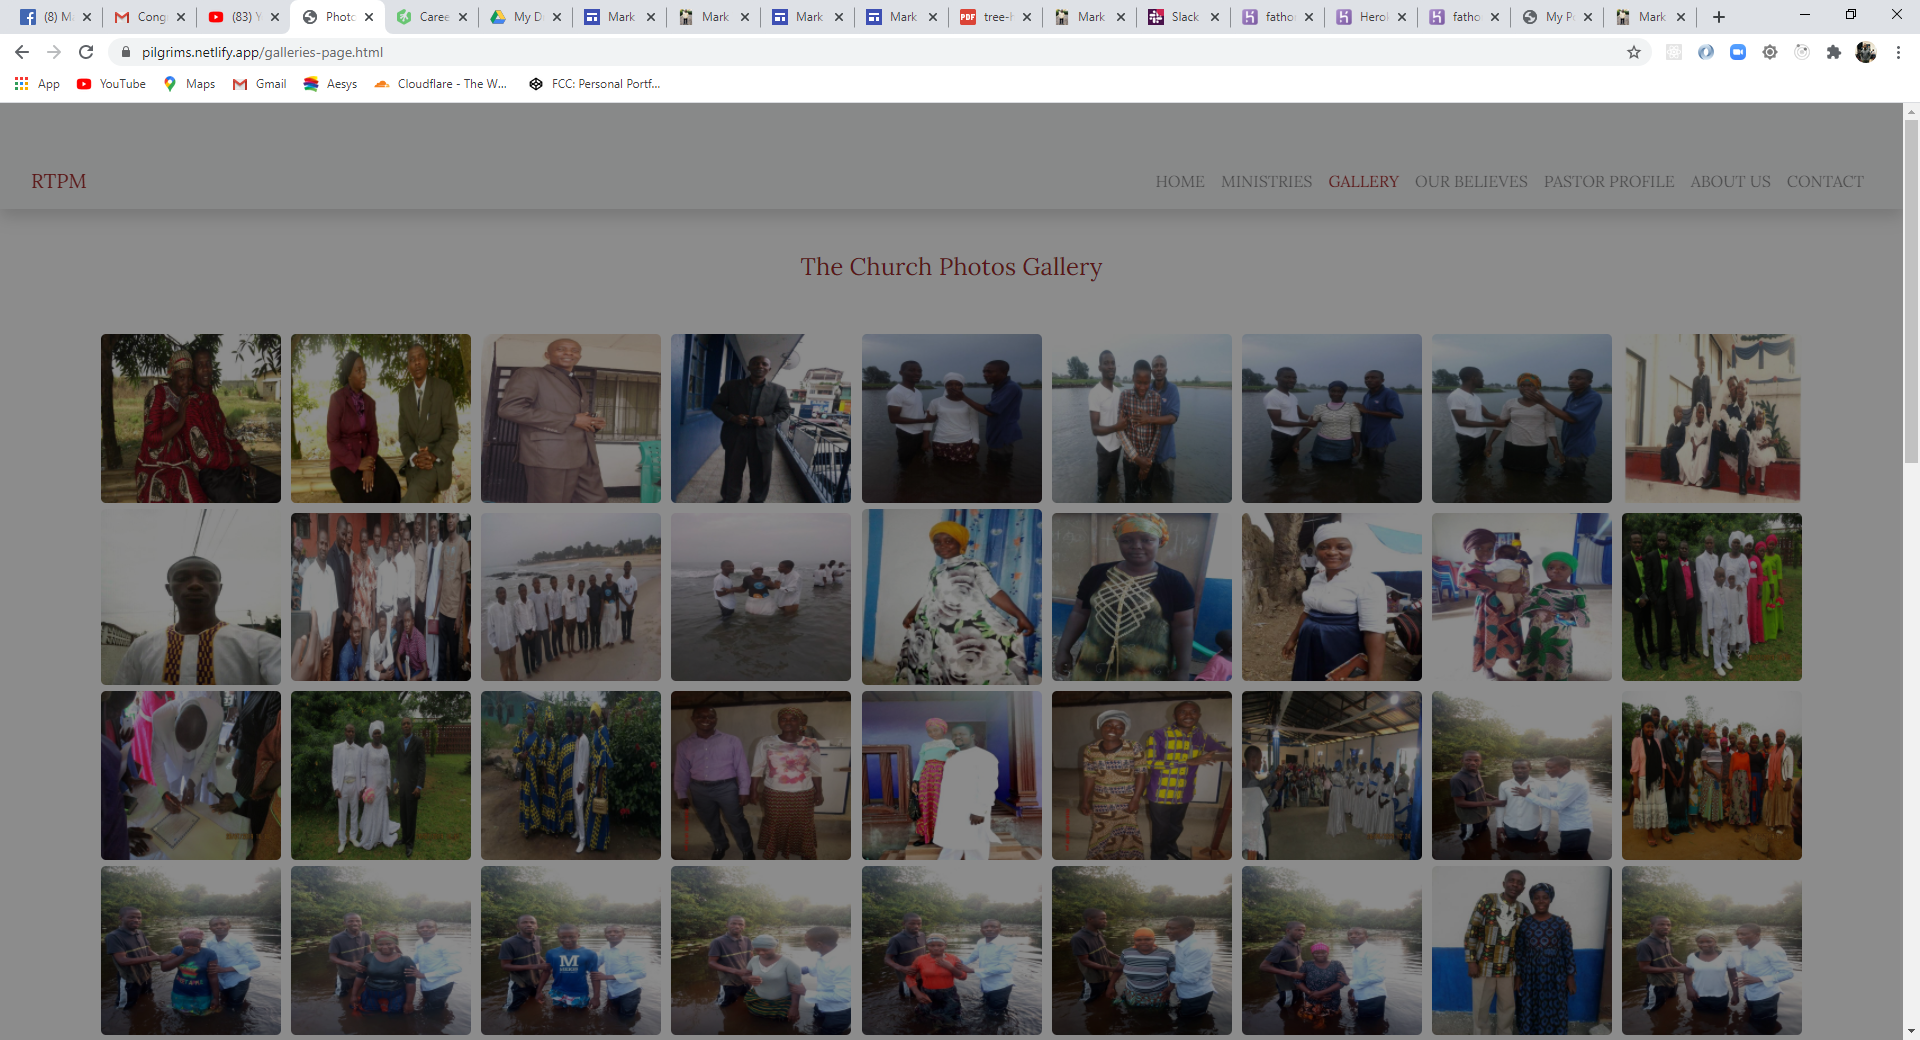 (8) M
Cong
(83) Y
Photo
Caree
My D
Mark
Mark
Mark
Mark
PDF
tree-h
Mark
Slack
fatho
Herok
fatho
My P
Mark
pilgrims.netlify.app/galleries-page.html
App
YouTube
Maps
Gmail
Aesys
Cloudflare - The W...
FCC: Personal Portf...
RTPM
HOME MINISTRIES GALLERY OUR BELIEVES PASTOR PROFILE ABOUT US CONTACT
The Church Photos Gallery
M